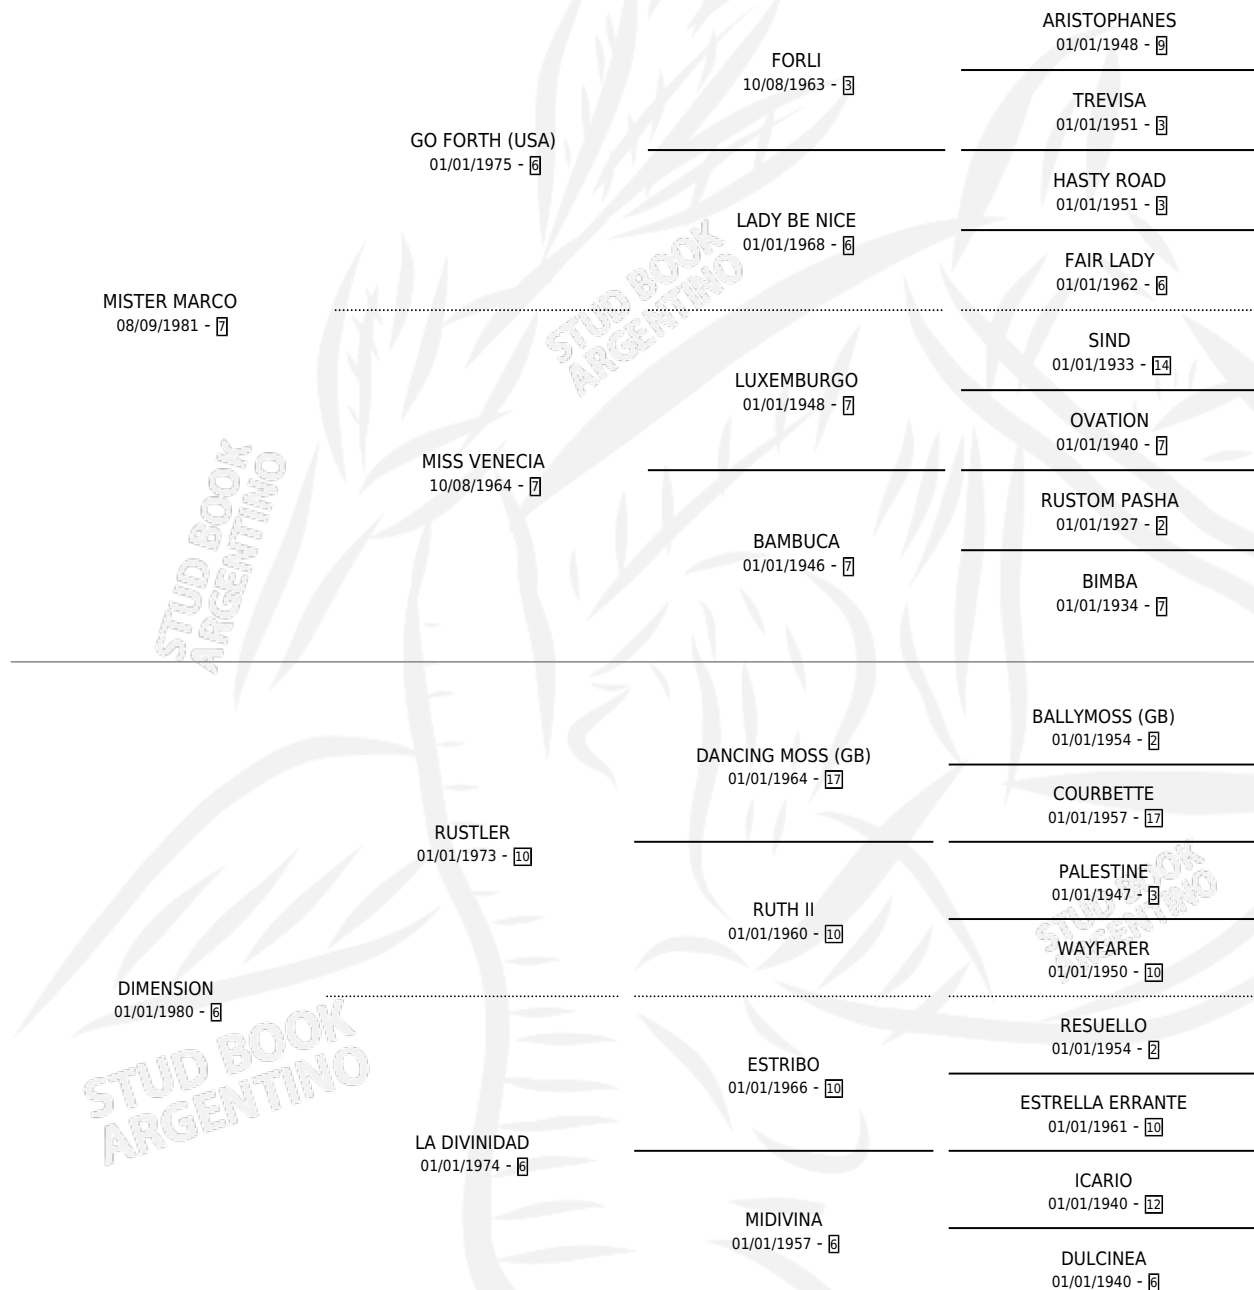 ARISTOPHANES
01/01/1948 - 9
FORLI
10/08/1963 - 3
TREVISA
01/01/1951 - 3
GO FORTH (USA)
01/01/1975 - 6
HASTY ROAD
01/01/1951 - 3
LADY BE NICE
01/01/1968 - 6
FAIR LADY
01/01/1962 - 6
MISTER MARCO
08/09/1981 - 7
SIND
01/01/1933 - 14
LUXEMBURGO
01/01/1948 - 7
OVATION
01/01/1940 - 7
MISS VENECIA
10/08/1964 - 7
RUSTOM PASHA
01/01/1927 - 2
BAMBUCA
01/01/1946 - 7
BIMBA
01/01/1934 - 7
BALLYMOSS (GB)
01/01/1954 - 2
DANCING MOSS (GB)
01/01/1964 - 17
COURBETTE
01/01/1957 - 17
RUSTLER
01/01/1973 - 10
PALESTINE
01/01/1947 - 3
RUTH II
01/01/1960 - 10
WAYFARER
01/01/1950 - 10
DIMENSION
01/01/1980 - 6
RESUELLO
01/01/1954 - 2
ESTRIBO
01/01/1966 - 10
ESTRELLA ERRANTE
01/01/1961 - 10
LA DIVINIDAD
01/01/1974 - 6
ICARIO
01/01/1940 - 12
MIDIVINA
01/01/1957 - 6
DULCINEA
01/01/1940 - 6
STUD BOOK
ARGENTINO
STUD BOOK
ARGENTINO
STUD BOOK
ARGENTINO
STUD BOOK
ARGENTINO